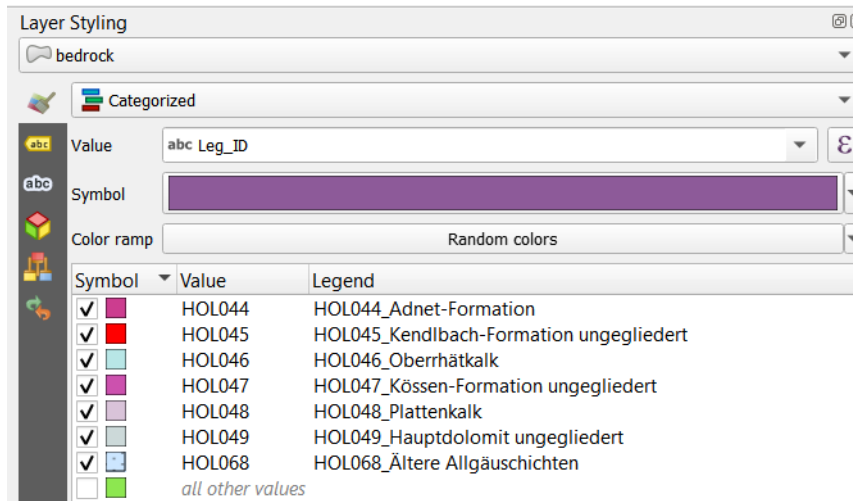 Layer Styling
bedrock
Categorized
abc Value abc Leg_ID ε
abc Symbol
Color ramp Random colors
Symbol Value Legend
HOL044 HOL044_Adnet-Formation
HOL045 HOL045_Kendlbach-Formation ungegliedert
HOL046 HOL046_Oberrhätkalk
HOL047 HOL047_Kössen-Formation ungegliedert
HOL048 HOL048_Plattenkalk
HOL049 HOL049_Hauptdolomit ungegliedert
HOL068 HOL068_Ältere Allgäuschichten
all other values